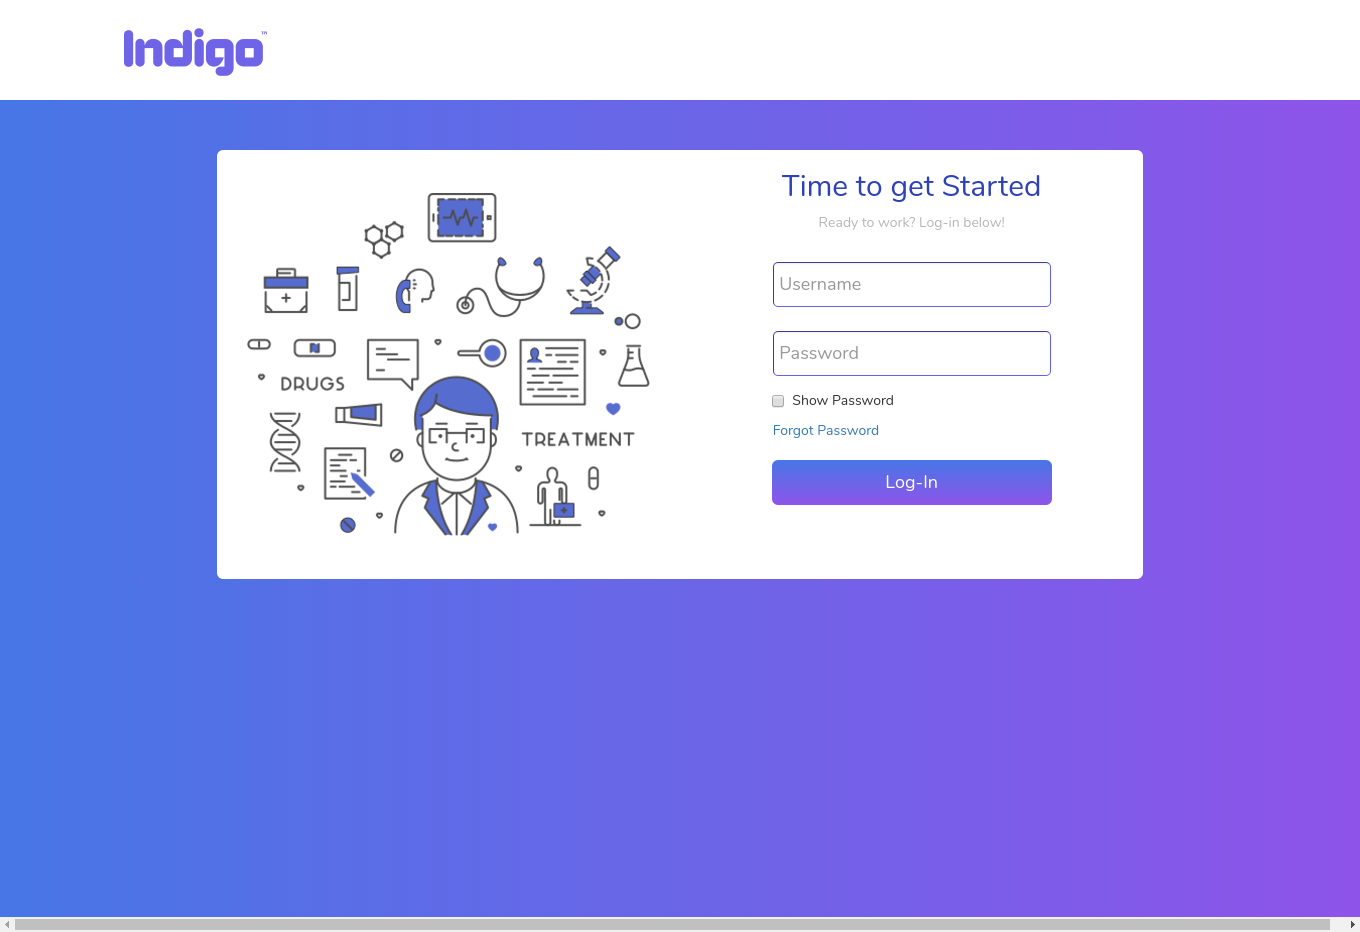 Indigo™
Time to get Started
Ready to work? Log-in below!
Username
Password
Show Password
Forgot Password
Log-In
DRUGS
TREATMENT